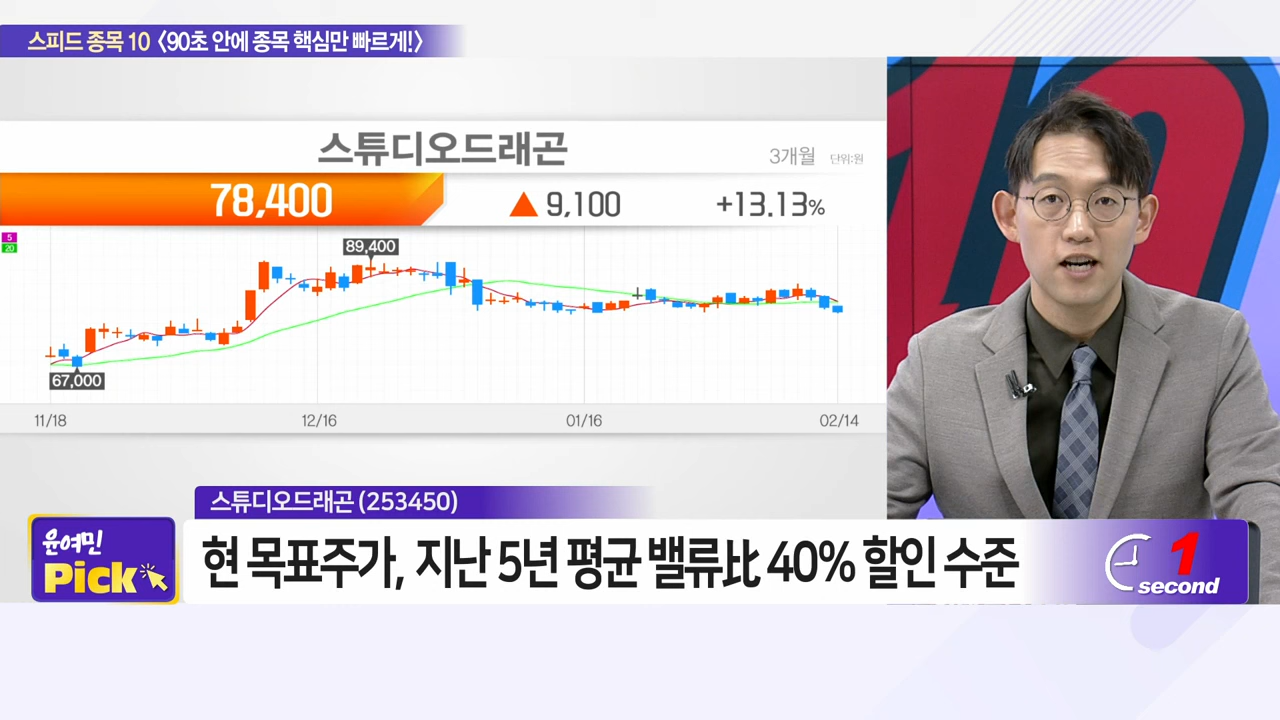 스피드 종목 10 <90초 안에 종목 핵심만 빠르게!>
스튜디오드래곤
3개월 단위:원
78,400 ▲ 9,100 +13.13%
5
20
89,400
67,000
11/18 12/16 01/16 02/14
스튜디오드래곤 (253450)
윤여민
Pick
현 목표주가, 지난 5년 평균 밸류比 40% 할인 수준
1
second
10